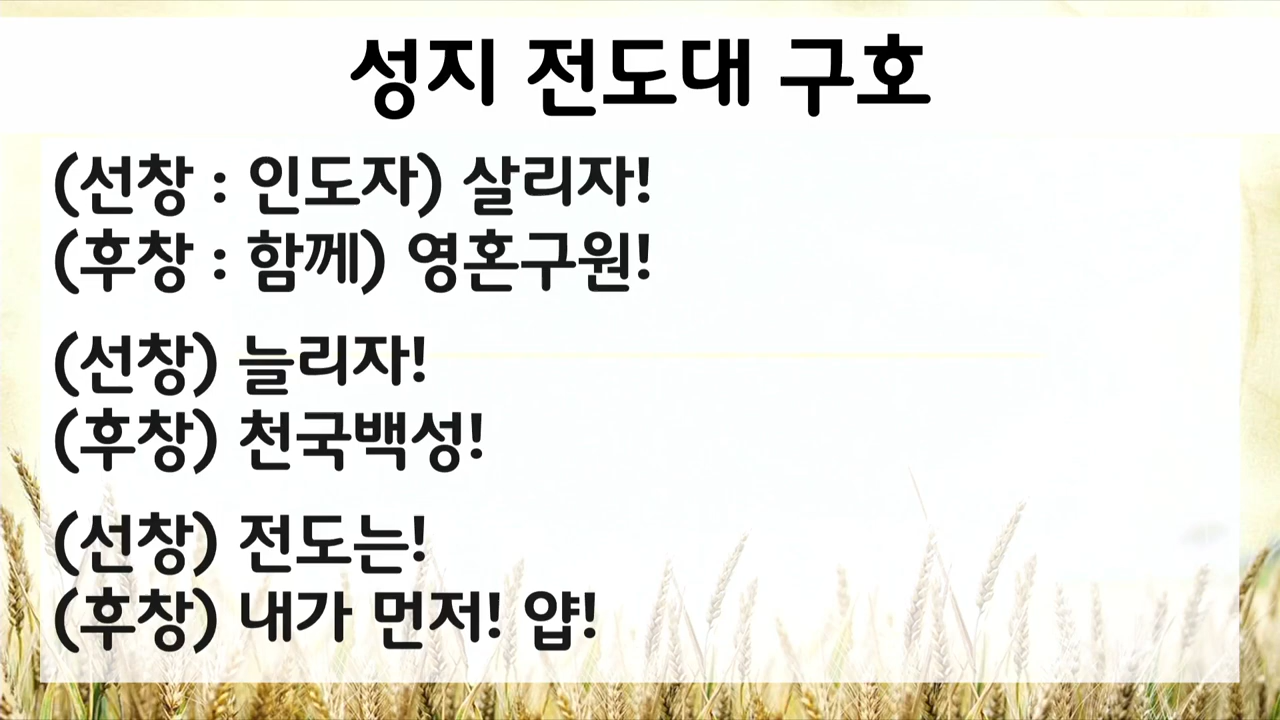 성지 전도대 구호
(선창 : 인도자) 살리자!
(후창 : 함께) 영혼구원!
(선창) 늘리자!
(후창) 천국백성!
(선창) 전도는!
(후창) 내가 먼저! 얍!